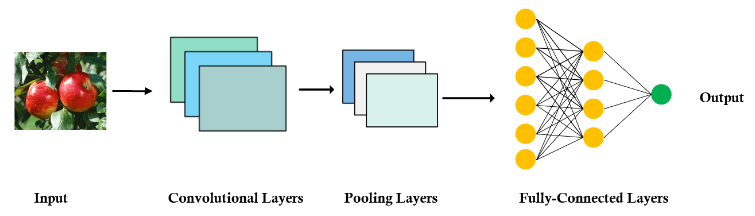 Output
Input
Convolutional Layers
Pooling Layers
Fully-Connected Layers